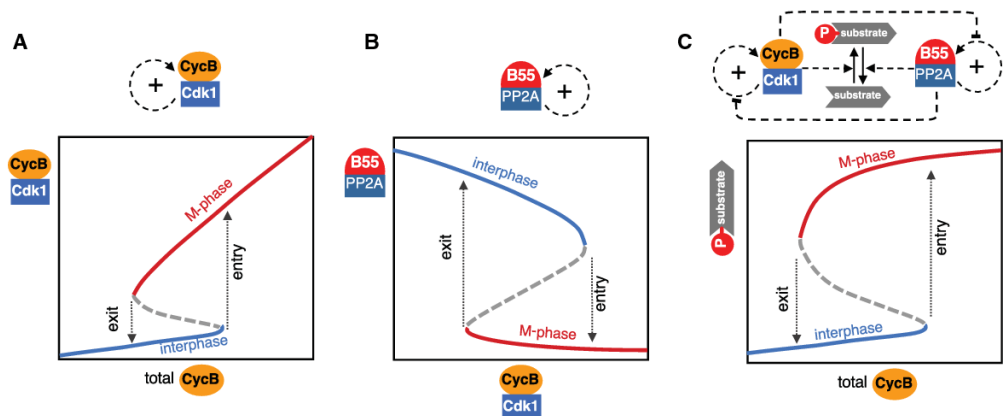 A
CycB
Cdk1
+
CycB
Cdk1
M-phase
exit
entry
interphase
total CycB
B
B55
PP2A
+
B55
PP2A
interphase
exit
entry
M-phase
CycB
Cdk1
C
P substrate
CycB
Cdk1
+
B55
PP2A
+
substrate
substrate
P
M-phase
exit
entry
interphase
total CycB